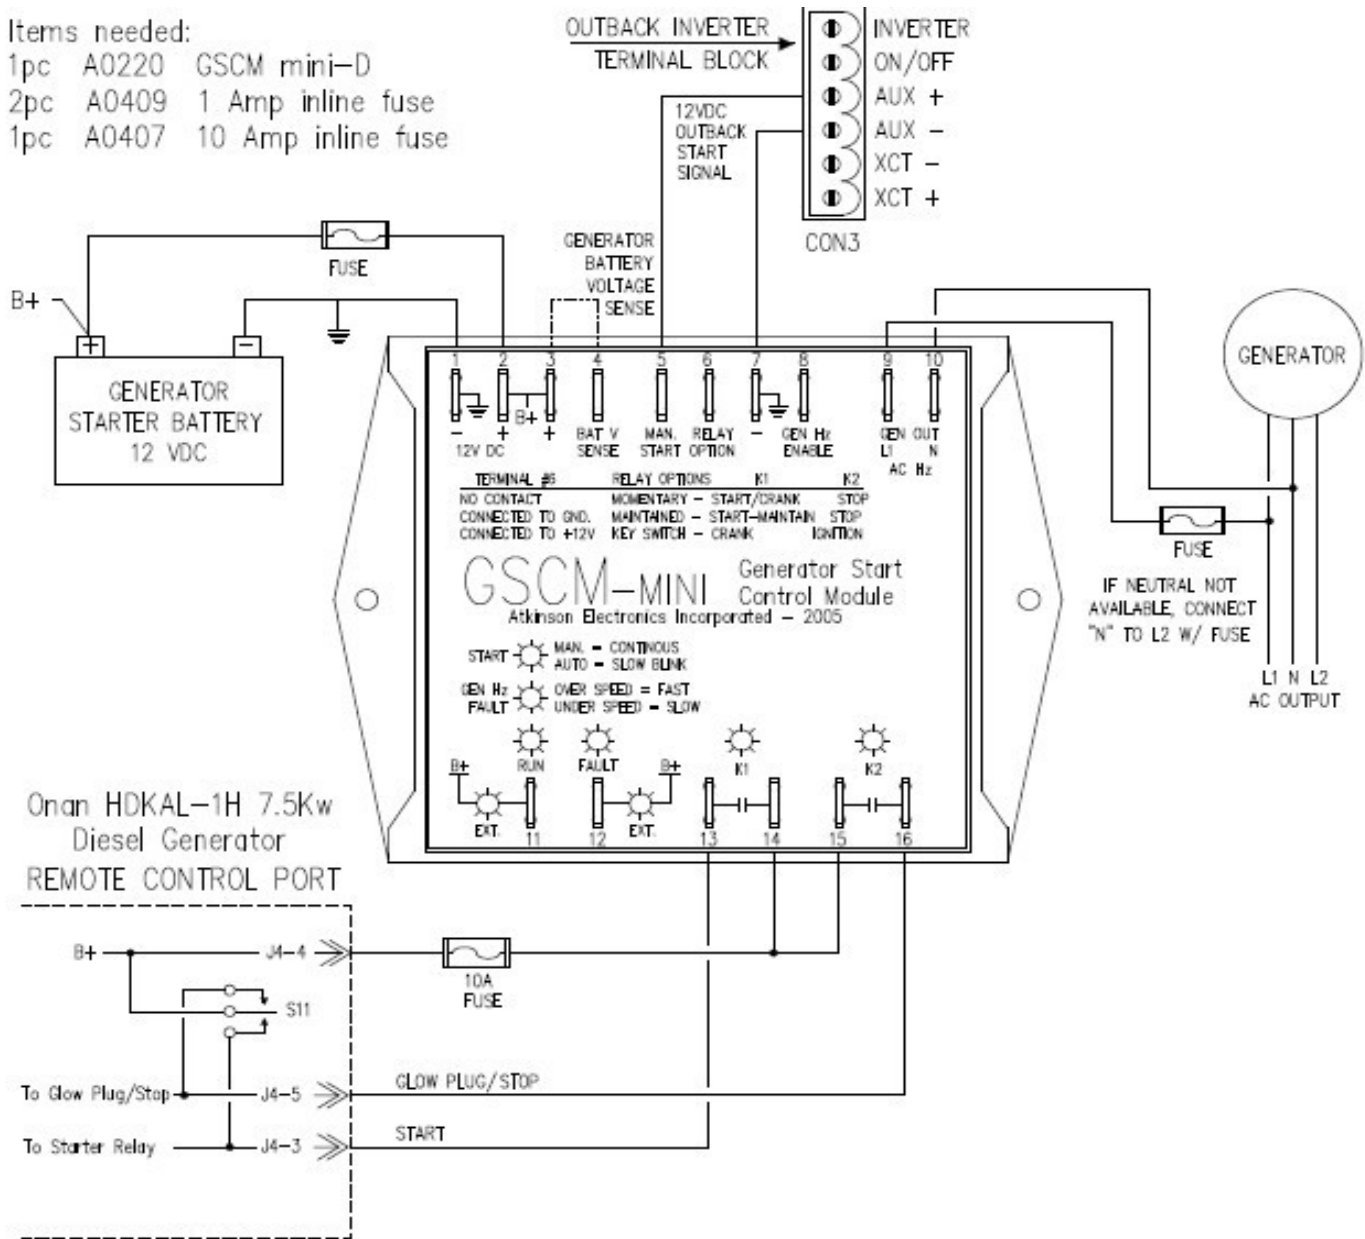 Items needed:
1pc A0220 GSCM mini-D
2pc A0409 1 Amp inline fuse
1pc A0407 10 Amp inline fuse
OUTBACK INVERTER
TERMINAL BLOCK
INVERTER
ON/OFF
AUX +
AUX -
XCT -
XCT +
CON3
12VDC
OUTBACK
START
SIGNAL
FUSE
GENERATOR
BATTERY
VOLTAGE
SENSE
B+
+ -
GENERATOR
STARTER BATTERY
12 VDC
GENERATOR
1 2 3 4 5 6 7 8 9 10
B+
- + + BAT V MAN. RELAY - GEN Hz GEN OUT
12V DC SENSE START OPTION ENABLE L1 N
AC Hz
TERMINAL #6 RELAY OPTIONS K1 K2
NO CONTACT MOMENTARY - START/CRANK STOP
CONNECTED TO GND. MAINTAINED - START-MAINTAIN STOP
CONNECTED TO +12V KEY SWITCH - CRANK IGNITION
GSCM-MINI Generator Start
Control Module
Atkinson Electronics Incorporated - 2005
START MAN. = CONTINOUS
AUTO = SLOW BLINK
GEN Hz OVER SPEED = FAST
FAULT UNDER SPEED = SLOW
B+ RUN FAULT B+ K1 K2
EXT. EXT.
11 12 13 14 15 16
FUSE
IF NEUTRAL NOT
AVAILABLE, CONNECT
"N" TO L2 W/ FUSE
L1 N L2
AC OUTPUT
Onan HDKAL-1H 7.5Kw
Diesel Generator
REMOTE CONTROL PORT
B+ J4-4
10A
FUSE
S11
To Glow Plug/Stop J4-5 GLOW PLUG/STOP
To Starter Relay J4-3 START